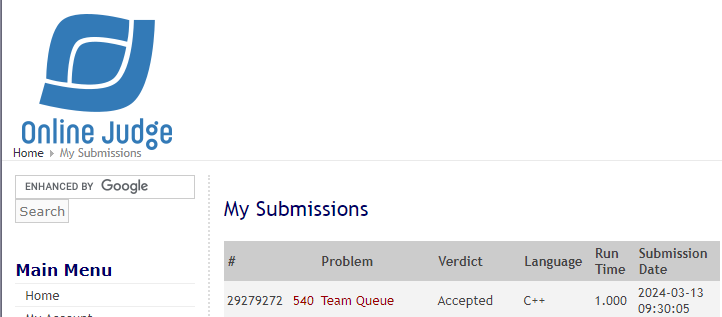 Online Judge
Home My Submissions
ENHANCED BY Google
Search
Main Menu
Home
My Account
My Submissions
# Problem Verdict Language Run Time Submission Date
29279272 540 Team Queue Accepted C++ 1.000 2024-03-13 09:30:05